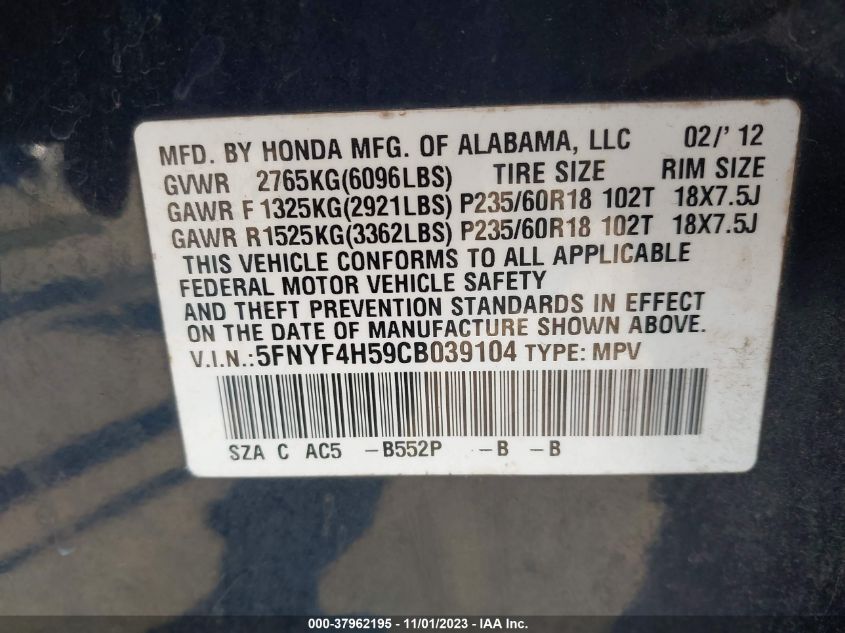 MFD. BY HONDA MFG. OF ALABAMA, LLC 02/'12
GVWR 2765KG(6096LBS) TIRE SIZE RIM SIZE
GAWR F 1325KG(2921LBS) P235/60R18 102T 18X7.5J
GAWR R1525KG(3362LBS) P235/60R18 102T 18X7.5J
THIS VEHICLE CONFORMS TO ALL APPLICABLE
FEDERAL MOTOR VEHICLE SAFETY
AND THEFT PREVENTION STANDARDS IN EFFECT
ON THE DATE OF MANUFACTURE SHOWN ABOVE.
V.I.N.:5FNYF4H59CB039104 TYPE: MPV
SZA C AC5 -B552P -B -B
000-37962195 - 11/01/2023 - IAA Inc.